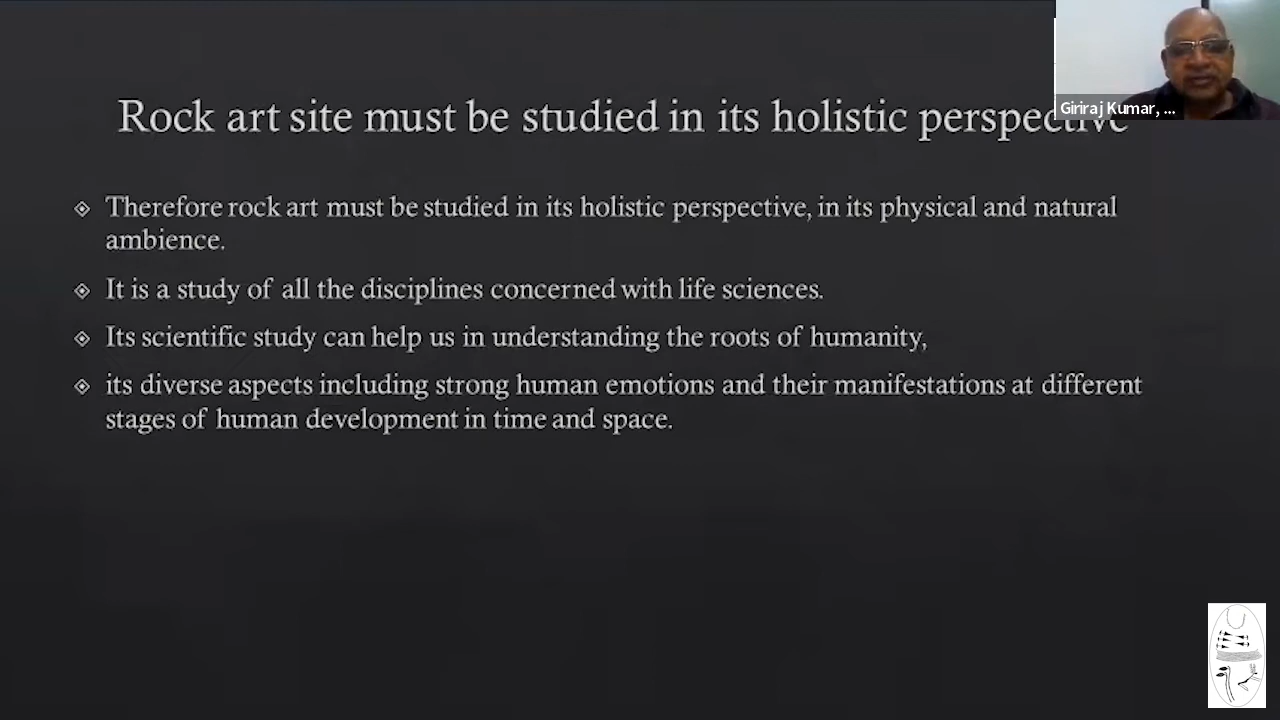 Rock art site must be studied in its holistic perspective
Giriraj Kumar, ...
Therefore rock art must be studied in its holistic perspective, in its physical and natural
ambience.
It is a study of all the disciplines concerned with life sciences.
Its scientific study can help us in understanding the roots of humanity,
its diverse aspects including strong human emotions and their manifestations at different
stages of human development in time and space.